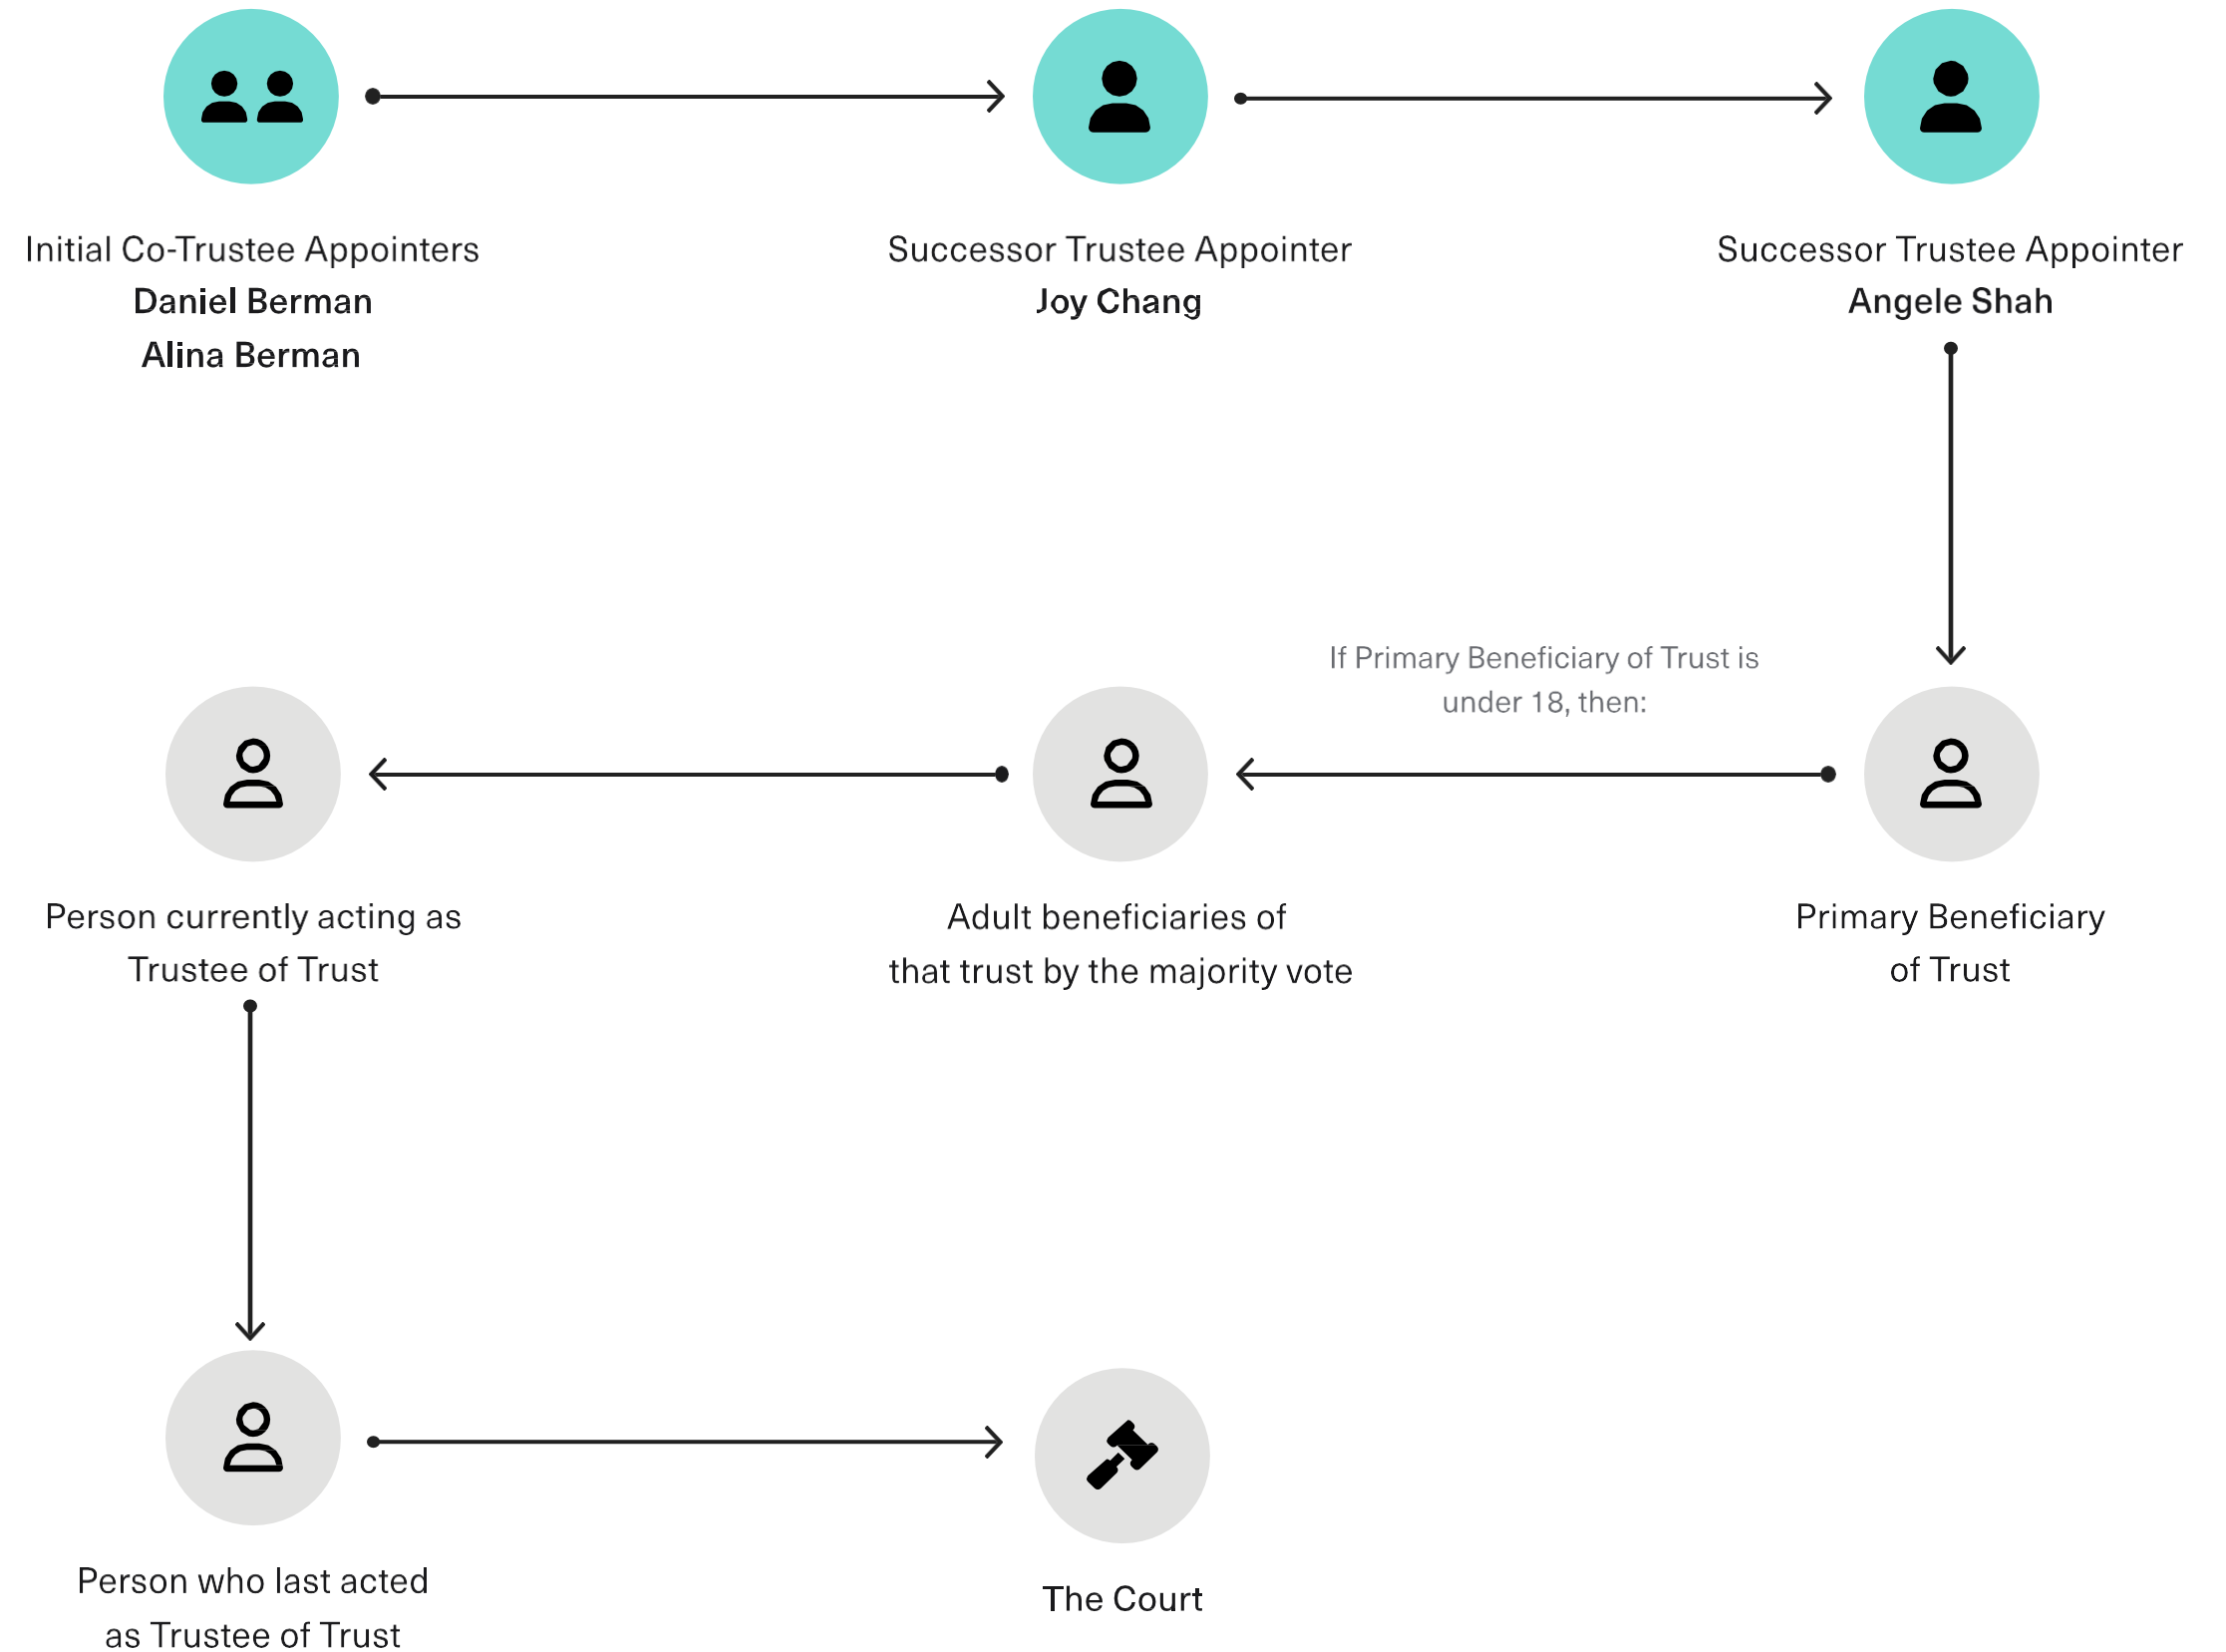 Initial Co-Trustee Appointers
Daniel Berman
Alina Berman
Successor Trustee Appointer
Joy Chang
Successor Trustee Appointer
Angele Shah
If Primary Beneficiary of Trust is
under 18, then:
Primary Beneficiary
of Trust
Adult beneficiaries of
that trust by the majority vote
Person currently acting as
Trustee of Trust
Person who last acted
as Trustee of Trust
The Court